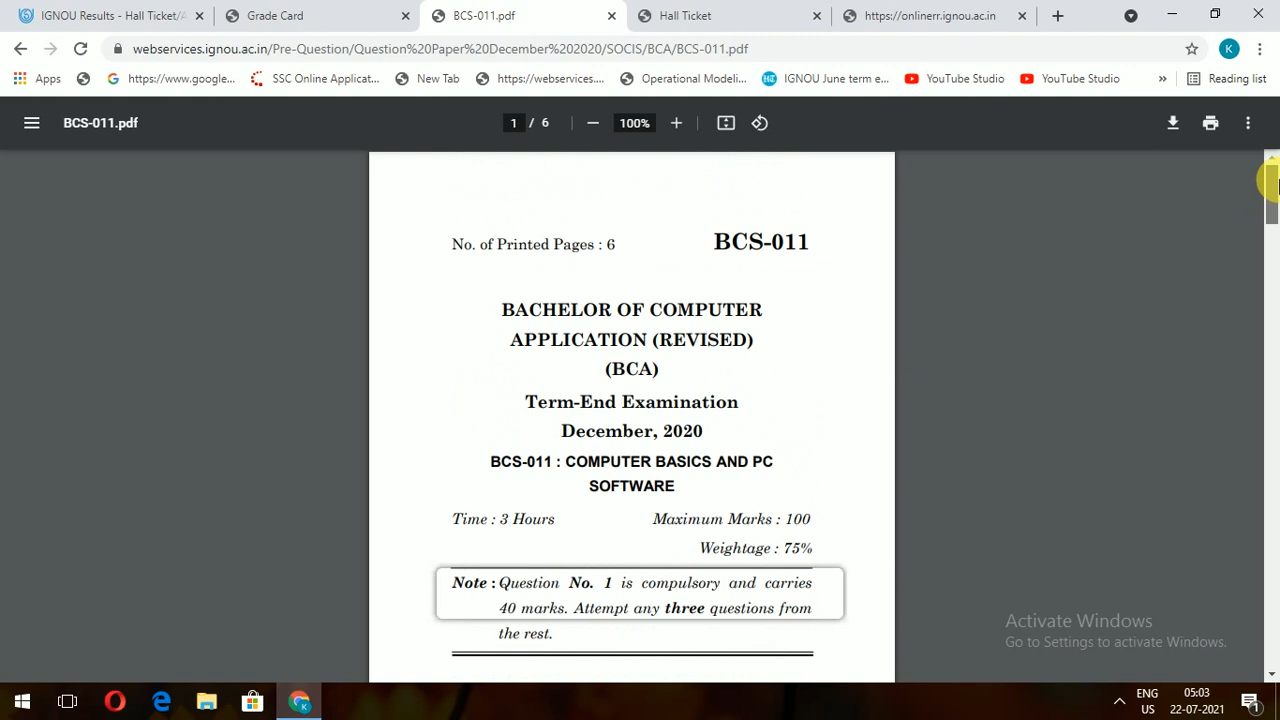 IGNOU Results - Hall Ticket/A
Grade Card
BCS-011.pdf
Hall Ticket
https://onlinerr.ignou.ac.in
webservices.ignou.ac.in/Pre-Question/Question%20Paper%20December%202020/SOCIS/BCA/BCS-011.pdf
K
Apps
https://www.google...
SSC Online Applicat...
New Tab
https://webservices....
Operational Modeli...
IGNOU June term e...
YouTube Studio
YouTube Studio
»
Reading list
BCS-011.pdf
1 / 6
100%
No. of Printed Pages : 6
BCS-011
BACHELOR OF COMPUTER
APPLICATION (REVISED)
(BCA)
Term-End Examination
December, 2020
BCS-011 : COMPUTER BASICS AND PC
SOFTWARE
Time : 3 Hours
Maximum Marks : 100
Weightage : 75%
Note : Question No. 1 is compulsory and carries
40 marks. Attempt any three questions from
the rest.
Activate Windows
Go to Settings to activate Windows.
ENG
US
05:03
22-07-2021
1